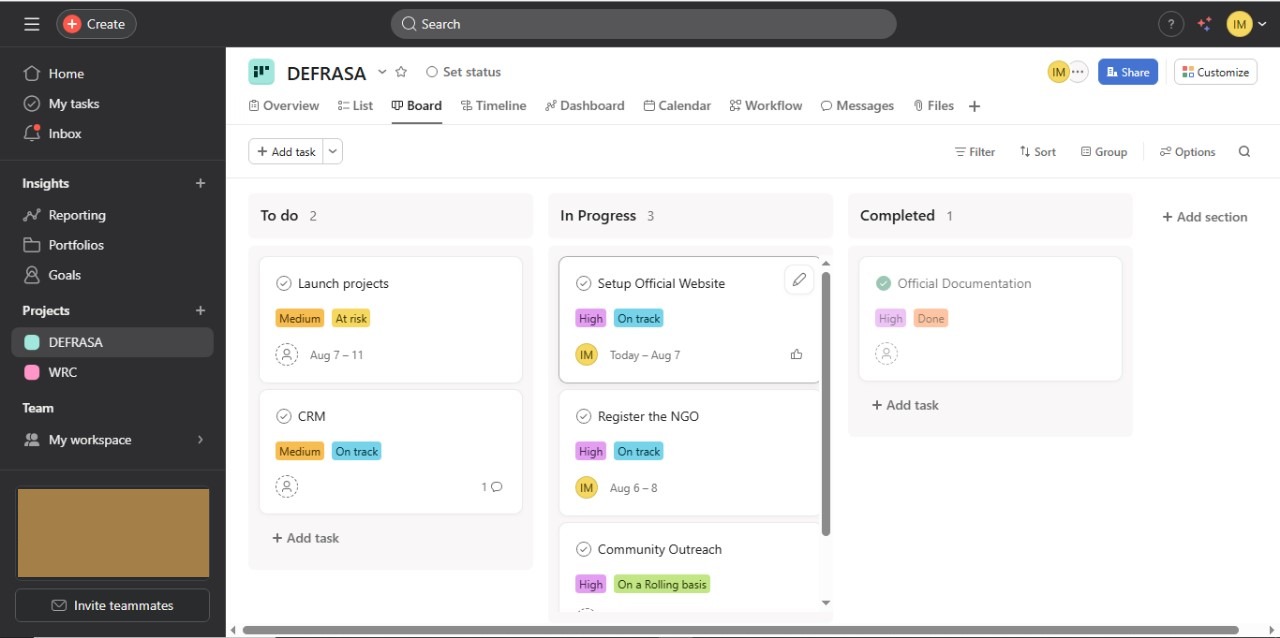 Create
Search
?
IM
Home
My tasks
Inbox
Insights
Reporting
Portfolios
Goals
Projects
DEFRASA
WRC
Team
My workspace
Invite teammates
DEFRASA
Set status
IM
Share
Customize
Overview
List
Board
Timeline
Dashboard
Calendar
Workflow
Messages
Files
+ Add task
Filter
Sort
Group
Options
To do 2
Launch projects
Medium At risk
Aug 7 – 11
CRM
Medium On track
1
+ Add task
In Progress 3
Setup Official Website
High On track
IM Today – Aug 7
Register the NGO
High On track
IM Aug 6 – 8
Community Outreach
High On a Rolling basis
Completed 1
Official Documentation
High Done
+ Add task
+ Add section